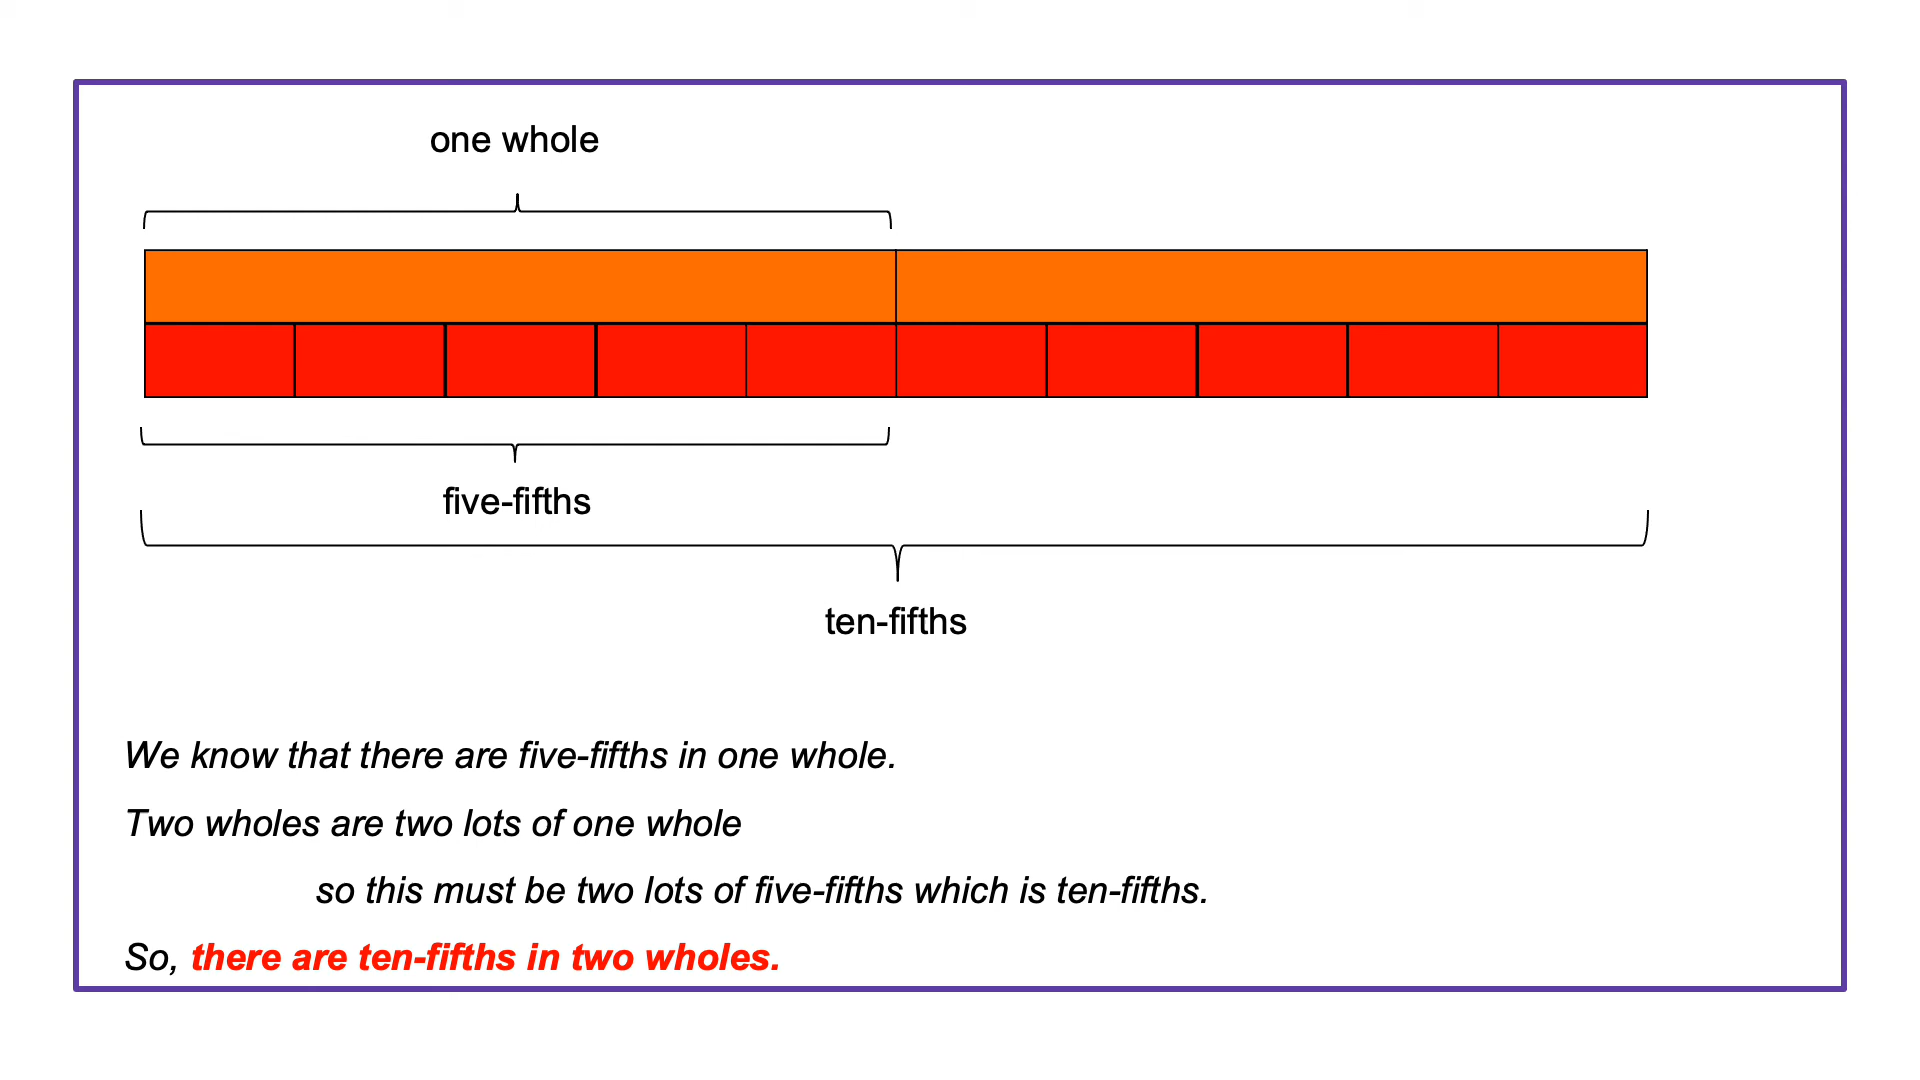 one whole
five-fifths
ten-fifths
We know that there are five-fifths in one whole.
Two wholes are two lots of one whole
so this must be two lots of five-fifths which is ten-fifths.
So, there are ten-fifths in two wholes.